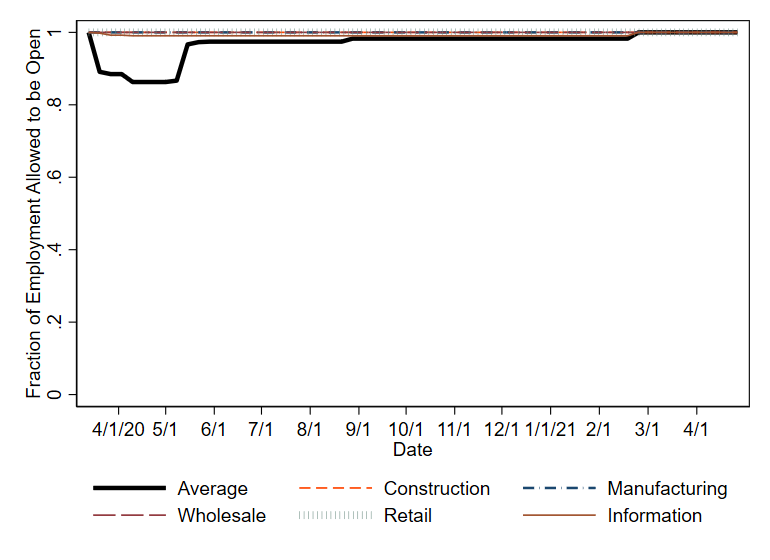 Fraction of Employment Allowed to be Open
1
.8
.6
.4
.2
0
4/1/20 5/1 6/1 7/1 8/1 9/1 10/1 11/1 12/1 1/1/21 2/1 3/1 4/1
Date
Average Construction Manufacturing
Wholesale Retail Information